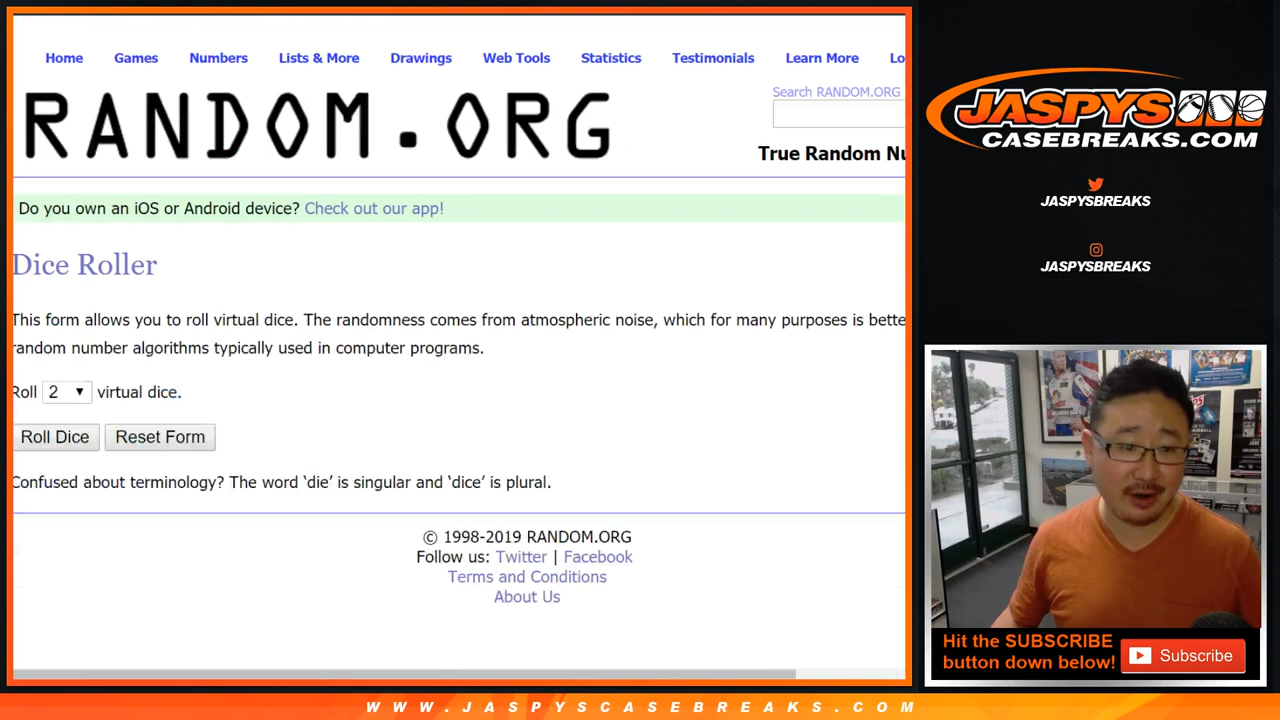 Home Games Numbers Lists & More Drawings Web Tools Statistics Testimonials Learn More Lo
RANDOM.ORG
Search RANDOM.ORG
True Random Nu
Do you own an iOS or Android device? Check out our app!
Dice Roller
This form allows you to roll virtual dice. The randomness comes from atmospheric noise, which for many purposes is bette
random number algorithms typically used in computer programs.
Roll 2 virtual dice.
Roll Dice Reset Form
Confused about terminology? The word ‘die’ is singular and ‘dice’ is plural.
© 1998-2019 RANDOM.ORG
Follow us: Twitter | Facebook
Terms and Conditions
About Us
JASPYS
CASEBREAKS.COM
JASPYSBREAKS
JASPYSBREAKS
Hit the SUBSCRIBE
button down below!
Subscribe
WWW.JASPYSCASEBREAKS.COM